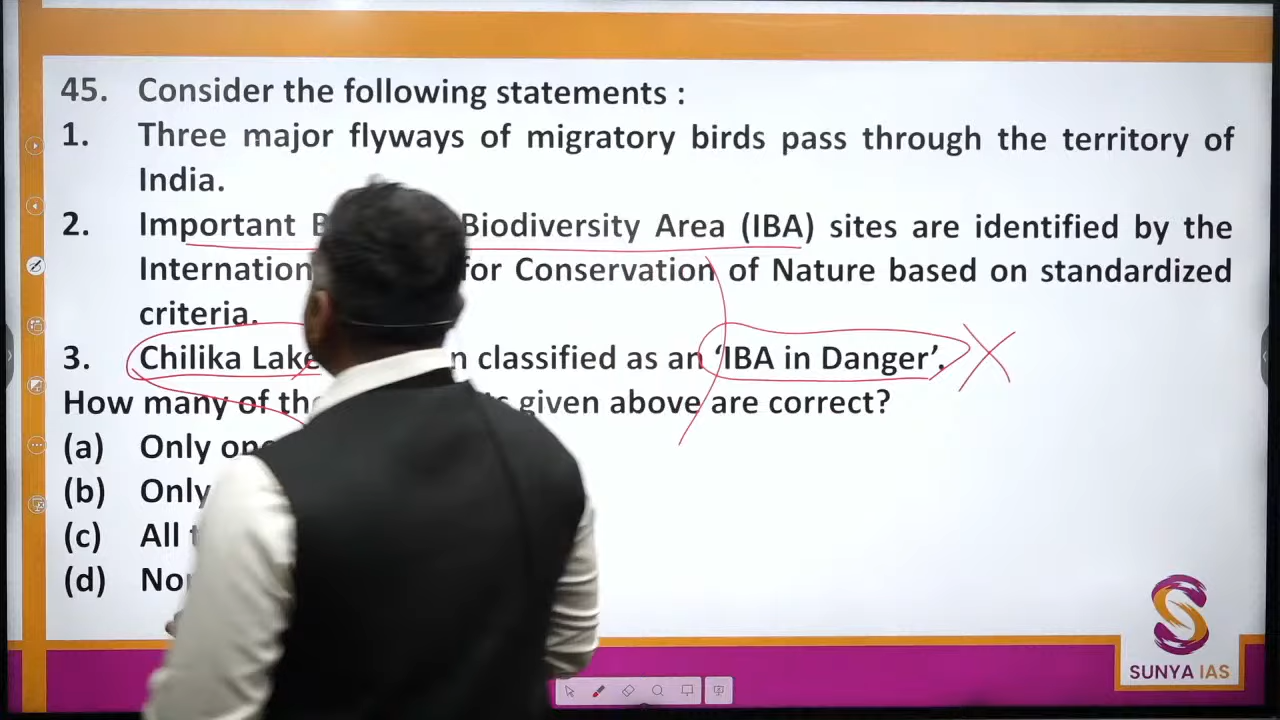 45. Consider the following statements :
1. Three major flyways of migratory birds pass through the territory of
India.
2. Important Biodiversity Area (IBA) sites are identified by the
for Conservation of Nature based on standardized
criteria.
3. Chilika Lake classified as an ‘IBA in Danger’.
How many of given above are correct?
(a) Only
(b) Only
(c) All
(d)
SUNYA IAS